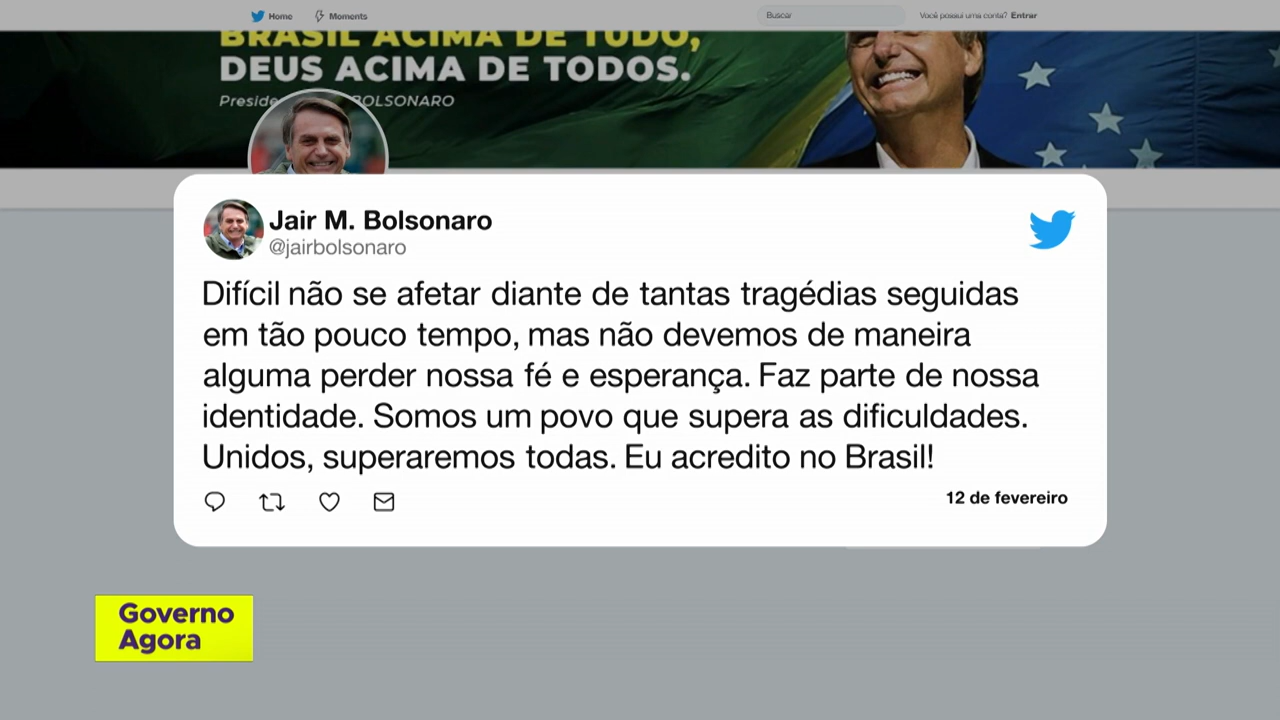 Home
Moments
Buscar
Você possui uma conta? Entrar
BRASIL ACIMA DE TUDO,
DEUS ACIMA DE TODOS.
BOLSONARO
Jair M. Bolsonaro
@jairbolsonaro
Difícil não se afetar diante de tantas tragédias seguidas
em tão pouco tempo, mas não devemos de maneira
alguma perder nossa fé e esperança. Faz parte de nossa
identidade. Somos um povo que supera as dificuldades.
Unidos, superaremos todas. Eu acredito no Brasil!
12 de fevereiro
Governo
Agora